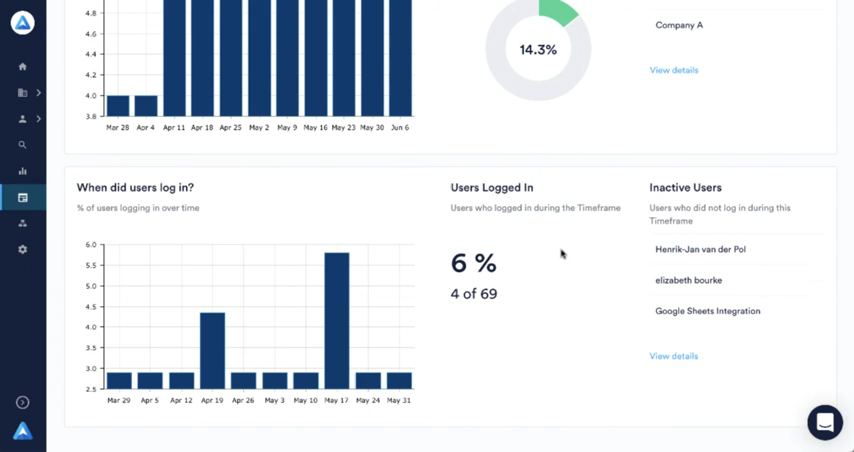 4.8
4.6
4.4
4.2
4.0
3.8
Mar 28 Apr 4 Apr 11 Apr 18 Apr 25 May 2 May 9 May 16 May 23 May 30 Jun 6
14.3%
Company A
View details
When did users log in?
% of users logging in over time
6.0
5.5
5.0
4.5
4.0
3.5
3.0
2.5
Mar 29 Apr 5 Apr 12 Apr 19 Apr 26 May 3 May 10 May 17 May 24 May 31
Users Logged In
Users who logged in during the Timeframe
6 %
4 of 69
Inactive Users
Users who did not log in during this
Timeframe
Henrik-Jan van der Pol
elizabeth bourke
Google Sheets Integration
View details